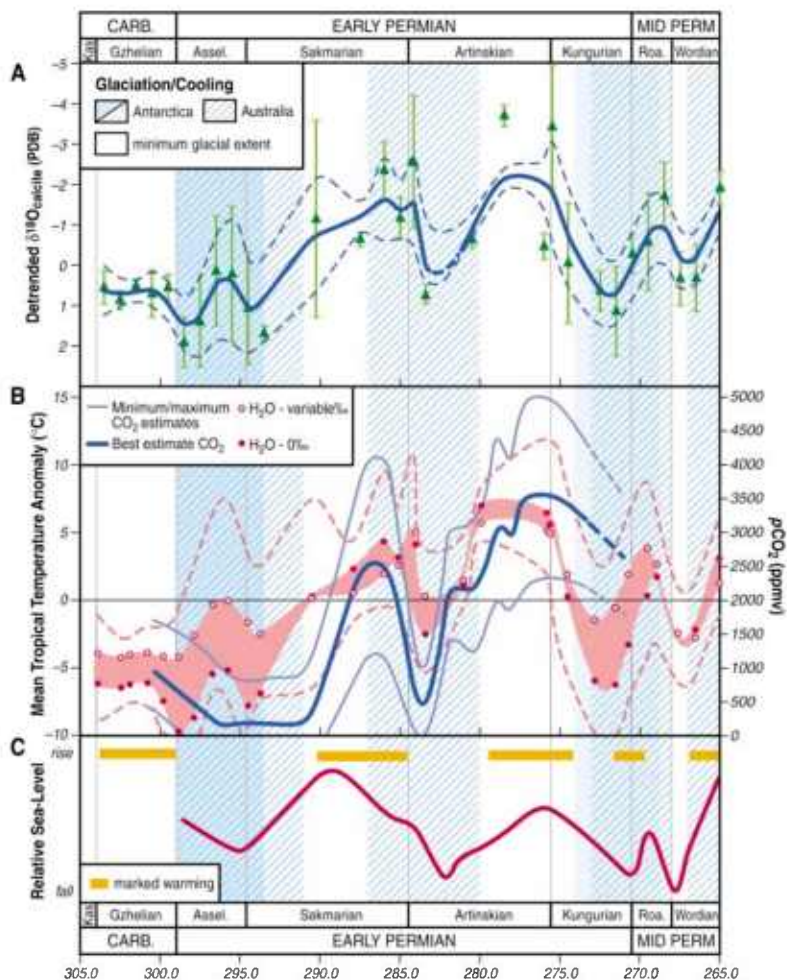 CARB. EARLY PERMIAN MID PERM
Kas Gzhelian Assel. Sakmarian Artinskian Kungurian Roa. Wordian
A
Glaciation/Cooling
Antarctica Australia
minimum glacial extent
Detrended δ¹⁸Ocalcite (PDB)
-5
-4
-3
-2
-1
0
1
2
B
Minimum/maximum CO₂ estimates
Best estimate CO₂
H₂O - variable‰
H₂O - 0‰
Mean Tropical Temperature Anomaly (°C)
15
10
5
0
-5
-10
5000
4500
4000
3500
3000
2500
2000
1500
1000
500
0
pCO₂ (ppmv)
C
rise
Relative Sea-Level
fall
marked warming
Kas Gzhelian Assel. Sakmarian Artinskian Kungurian Roa. Wordian
CARB. EARLY PERMIAN MID PERM
305.0 300.0 295.0 290.0 285.0 280.0 275.0 270.0 265.0